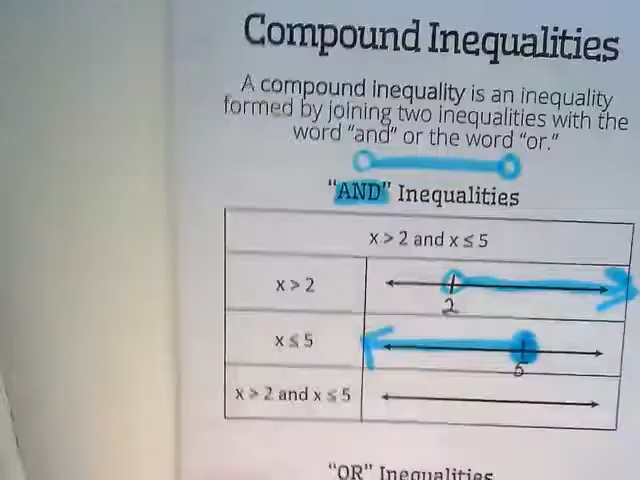 Compound Inequalities
A compound inequality is an inequality
formed by joining two inequalities with the
word "and" or the word "or."
"AND" Inequalities
x > 2 and x ≤ 5
x > 2
2
x ≤ 5
5
x > 2 and x ≤ 5
"OR" Inequalities